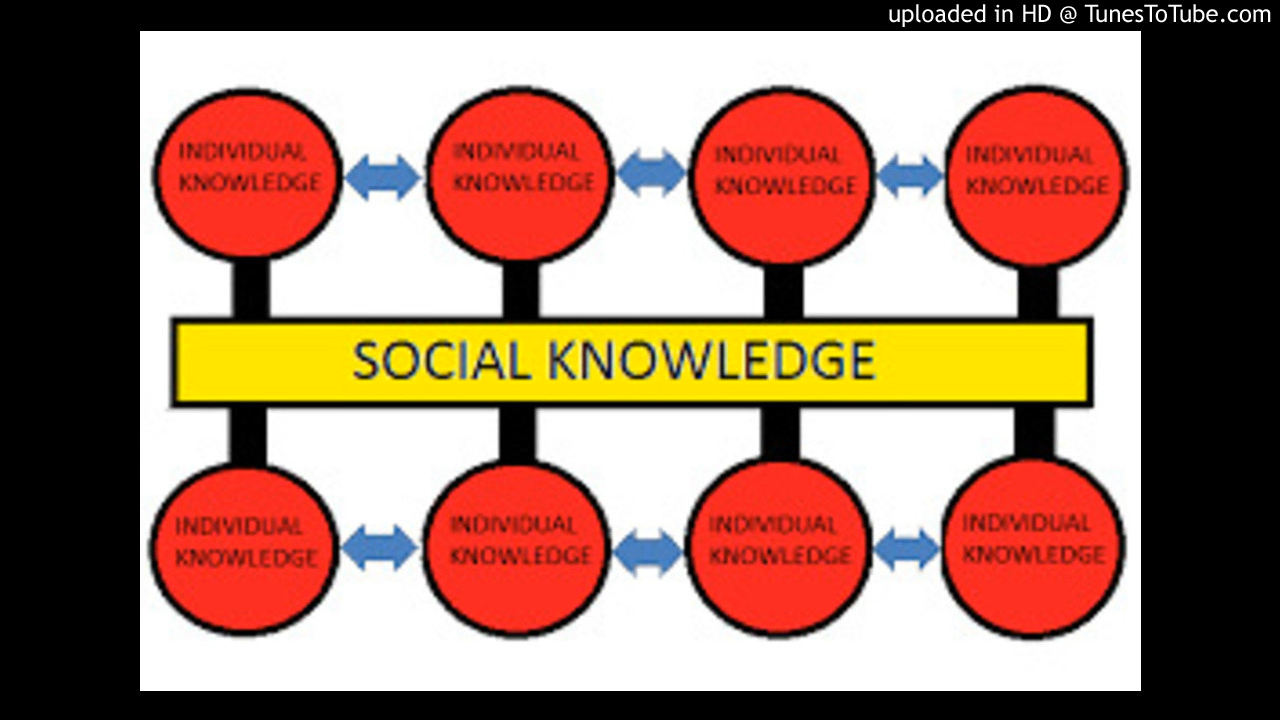 uploaded in HD @ TunesToTube.com
INDIVIDUAL
KNOWLEDGE
INDIVIDUAL
KNOWLEDGE
INDIVIDUAL
KNOWLEDGE
INDIVIDUAL
KNOWLEDGE
SOCIAL KNOWLEDGE
INDIVIDUAL
KNOWLEDGE
INDIVIDUAL
KNOWLEDGE
INDIVIDUAL
KNOWLEDGE
INDIVIDUAL
KNOWLEDGE